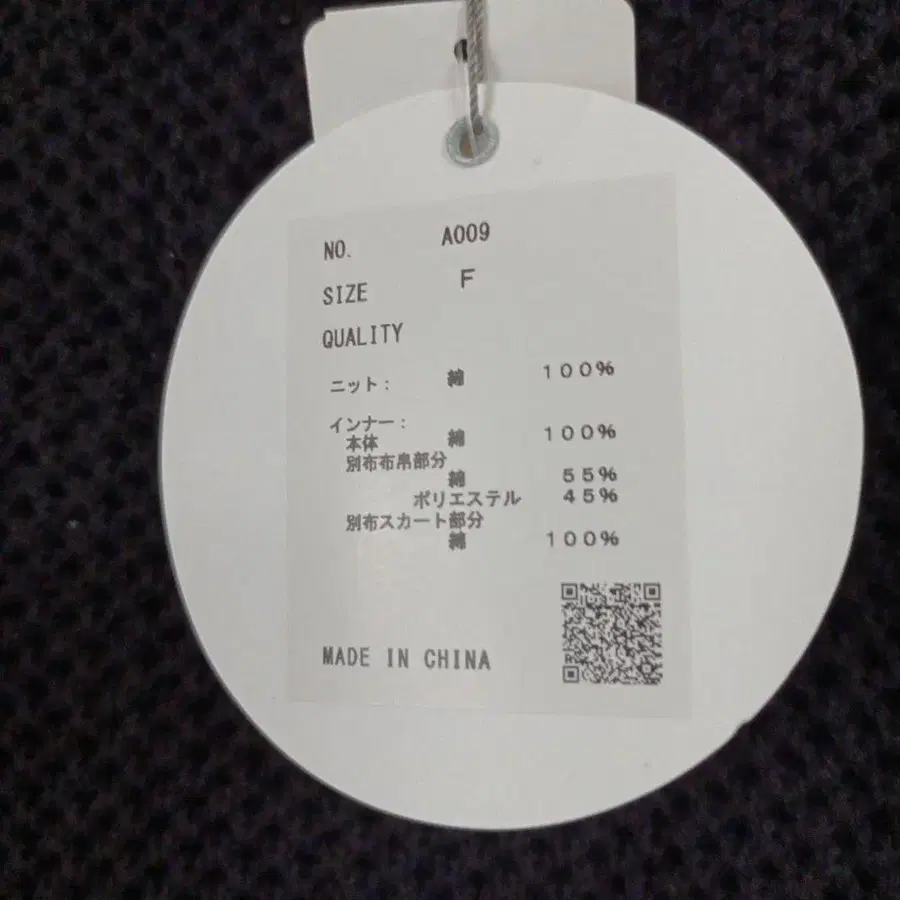 NO. A009
SIZE F
QUALITY
ニット: 綿 100%
インナー:
本体 綿 100%
別布布帛部分
綿 55%
ポリエステル 45%
別布スカート部分
綿 100%
MADE IN CHINA